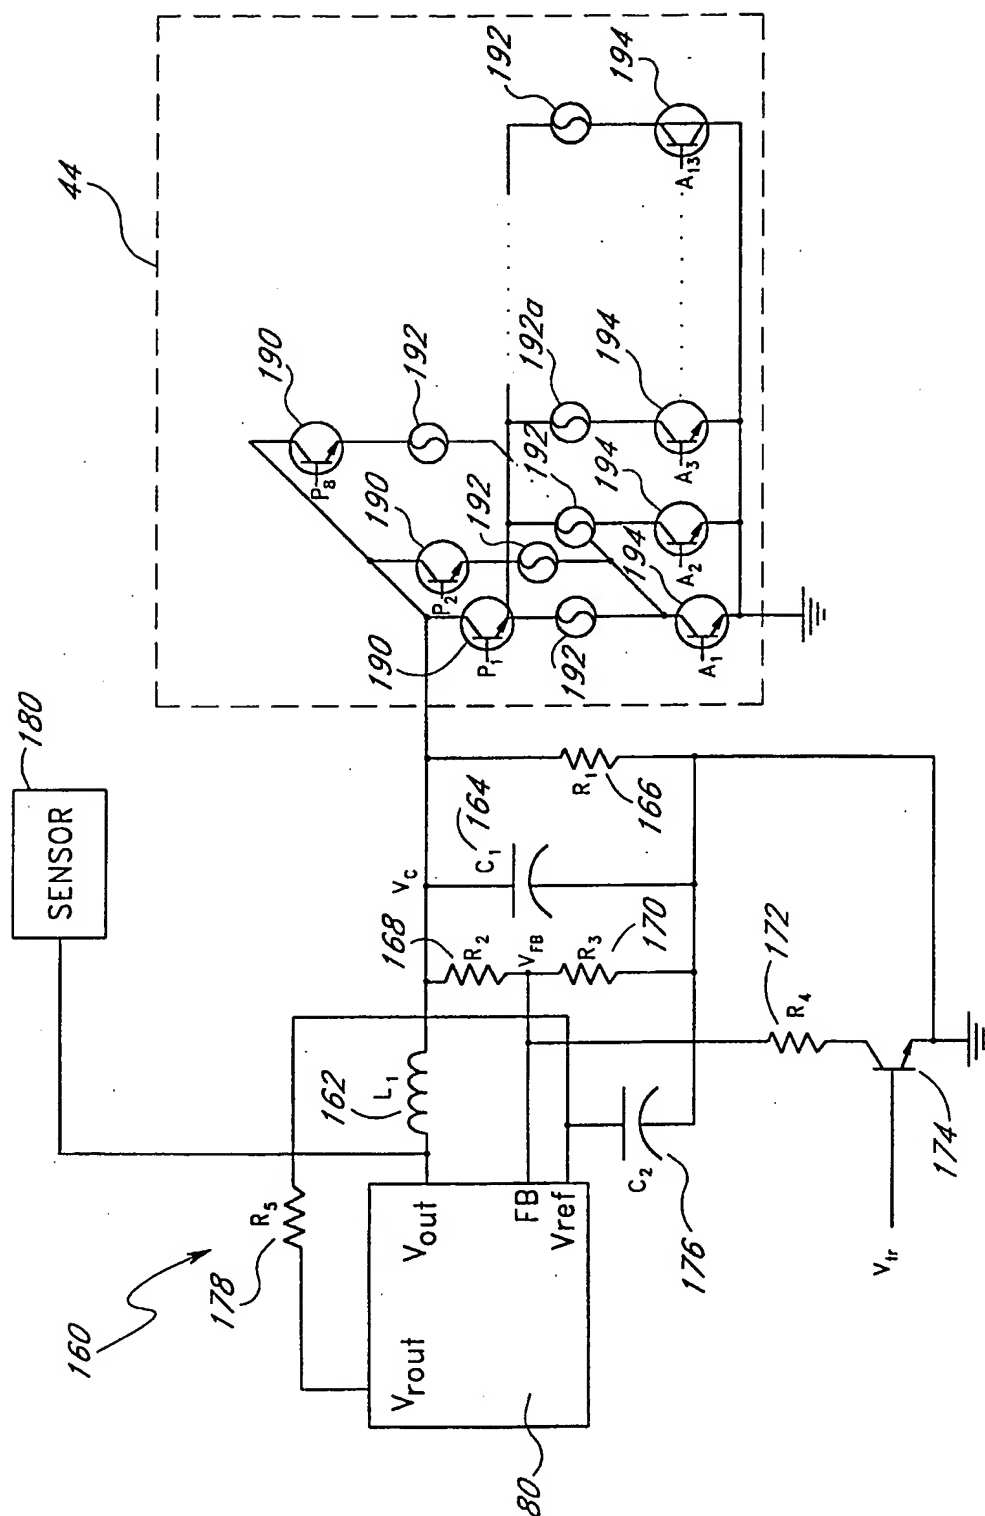 44
190
192
192
190
192
192a
194
192
194
190
P8
P2
P1
192
194
194
A1
A2
A3
A13
180
SENSOR
VC
168
R2
C1
164
VFB
R3
170
R1
166
162
L1
R4
172
174
Vtr
C2
176
R5
178
160
Vrout
Vout
FB
Vref
80